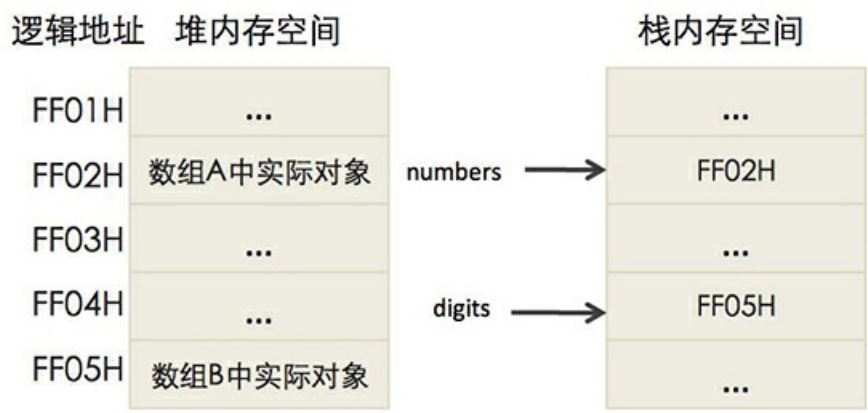 逻辑地址 堆内存空间 栈内存空间
FF01H ... ...
FF02H 数组A中实际对象 numbers FF02H
FF03H ... ...
FF04H ... digits FF05H
FF05H 数组B中实际对象 ...